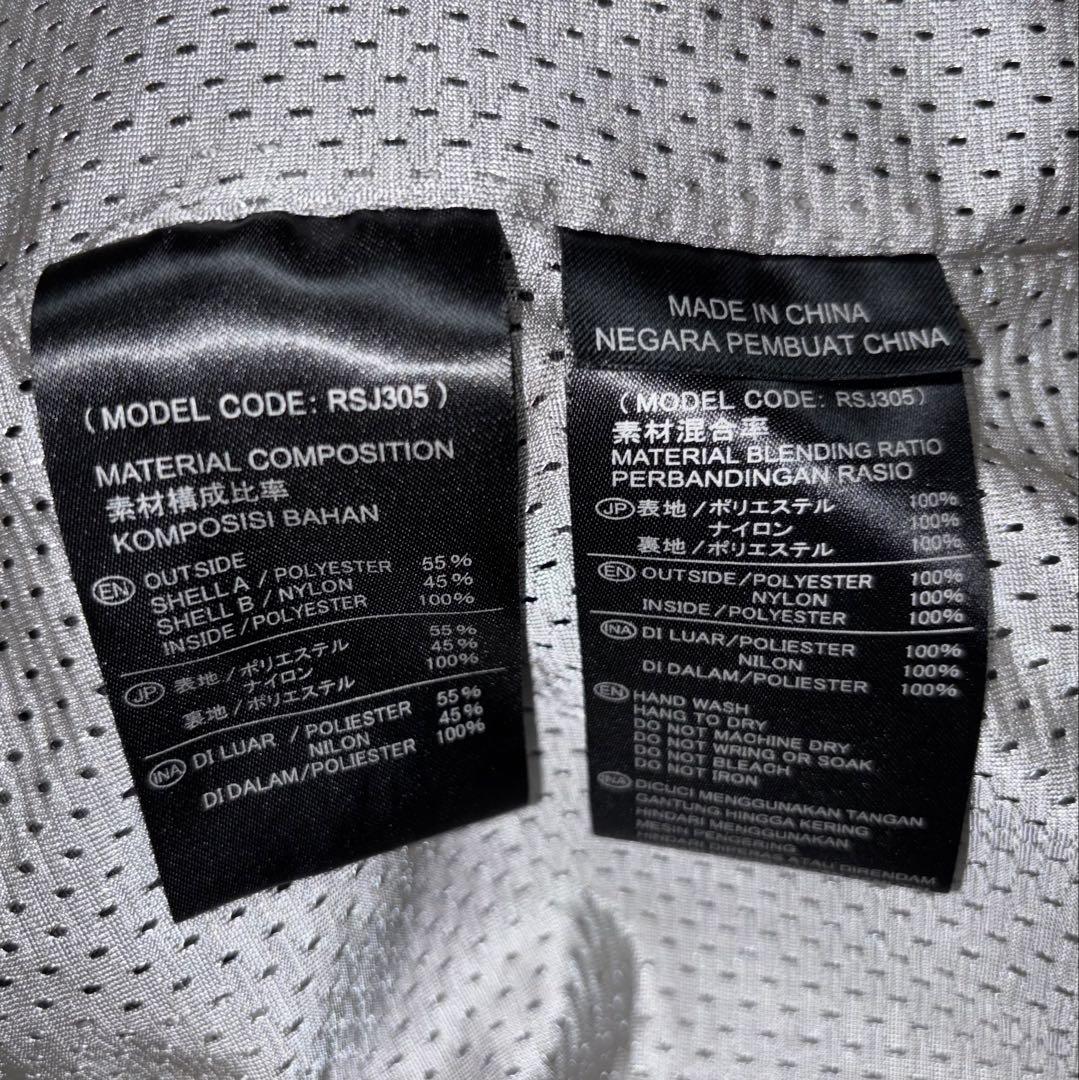 (MODEL CODE: RSJ305)
MATERIAL COMPOSITION
素材構成比率
KOMPOSISI BAHAN
EN OUTSIDE
SHELL A / POLYESTER 55%
SHELL B / NYLON 45%
INSIDE/POLYESTER 100%
JP 表地/ポリエステル 55%
ナイロン 45%
裏地/ポリエステル 100%
INA DI LUAR /POLIESTER 55%
NILON 45%
DI DALAM/POLIESTER 100%
MADE IN CHINA
NEGARA PEMBUAT CHINA
(MODEL CODE: RSJ305)
素材混合率
MATERIAL BLENDING RATIO
PERBANDINGAN RASIO
JP 表地/ポリエステル 100%
ナイロン 100%
裏地/ポリエステル 100%
EN OUTSIDE/POLYESTER 100%
NYLON 100%
INSIDE/POLYESTER 100%
INA DI LUAR/POLIESTER 100%
NILON 100%
DI DALAM/POLIESTER 100%
EN HAND WASH
HANG TO DRY
DO NOT MACHINE DRY
DO NOT WRING OR SOAK
DO NOT BLEACH
DO NOT IRON
INA DICUCI MENGGUNAKAN TANGAN
GANTUNG HINGGA KERING
HINDARI MENGGUNAKAN
MESIN PENGERING
HINDARI DIPERAS ATAU DIRENDAM